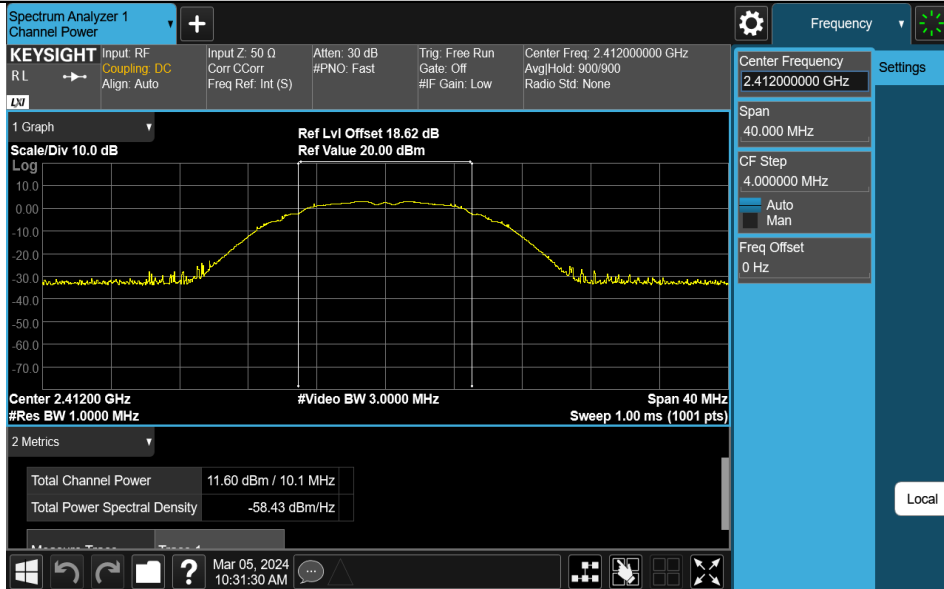 Spectrum Analyzer 1
Channel Power
+
Frequency
KEYSIGHT
RL
LXI
Input: RF
Coupling: DC
Align: Auto
Input Z: 50 Ω
Corr CCorr
Freq Ref: Int (S)
Atten: 30 dB
#PNO: Fast
Trig: Free Run
Gate: Off
#IF Gain: Low
Center Freq: 2.412000000 GHz
Avg|Hold: 900/900
Radio Std: None
Center Frequency
2.412000000 GHz
Settings
Span
40.000 MHz
CF Step
4.000000 MHz
Auto
Man
Freq Offset
0 Hz
1 Graph
Scale/Div 10.0 dB
Ref Lvl Offset 18.62 dB
Ref Value 20.00 dBm
Log
10.0
0.00
-10.0
-20.0
-30.0
-40.0
-50.0
-60.0
-70.0
Center 2.41200 GHz
#Res BW 1.0000 MHz
#Video BW 3.0000 MHz
Span 40 MHz
Sweep 1.00 ms (1001 pts)
2 Metrics
Total Channel Power 11.60 dBm / 10.1 MHz
Total Power Spectral Density -58.43 dBm/Hz
Local
?
Mar 05, 2024
10:31:30 AM